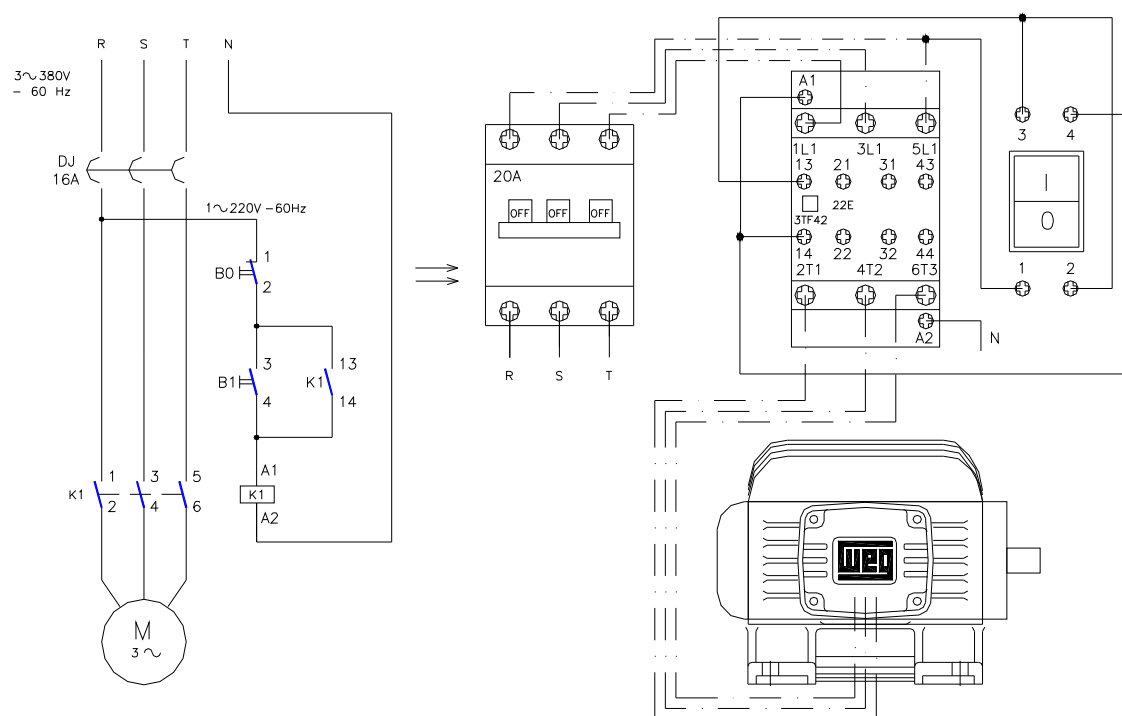 R S T N
3~380V
- 60 Hz
DJ
16A
1~220V-60Hz
1
B0
2
3
B1
4
13
K1
14
A1
K1
A2
1 3 5
K1
2 4 6
M
3~
20A
OFF OFF OFF
R S T
A1
1L1 3L1 5L1
13 21 31 43
22E
3TF42
14 22 32 44
2T1 4T2 6T3
A2
N
3 4
I
O
1 2
WEG